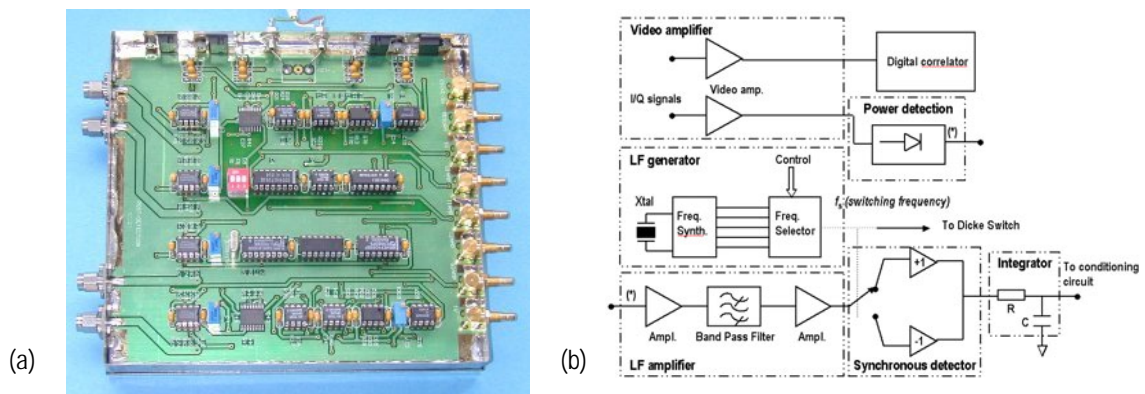 (a)
(b)
Video amplifier
Digital correlator
I/Q signals
Video amp.
Power detection
(*)
LF generator
Control
Xtal
Freq.
Synth.
Freq.
Selector
fs (switching frequency)
To Dicke Switch
+1
Integrator
To conditioning
circuit
(*)
R
C
Ampl.
Band Pass Filter
Ampl.
-1
LF amplifier
Synchronous detector